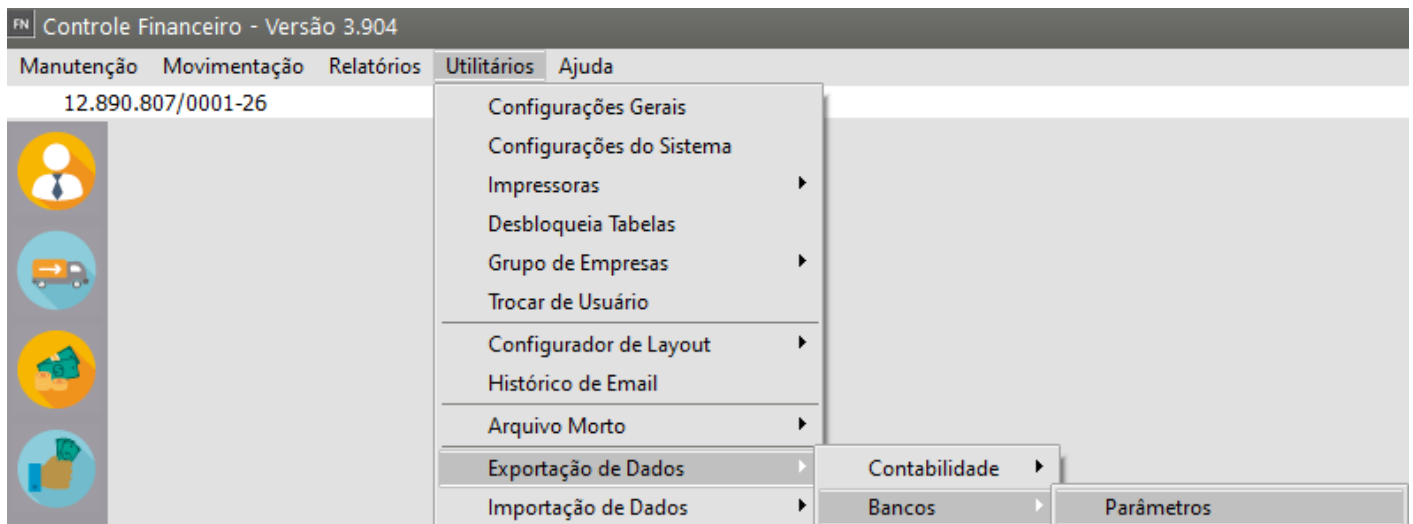 FN Controle Financeiro - Versão 3.904
Manutenção Movimentação Relatórios Utilitários Ajuda
12.890.807/0001-26
Configurações Gerais
Configurações do Sistema
Impressoras
Desbloqueia Tabelas
Grupo de Empresas
Trocar de Usuário
Configurador de Layout
Histórico de Email
Arquivo Morto
Exportação de Dados Contabilidade
Importação de Dados Bancos Parâmetros